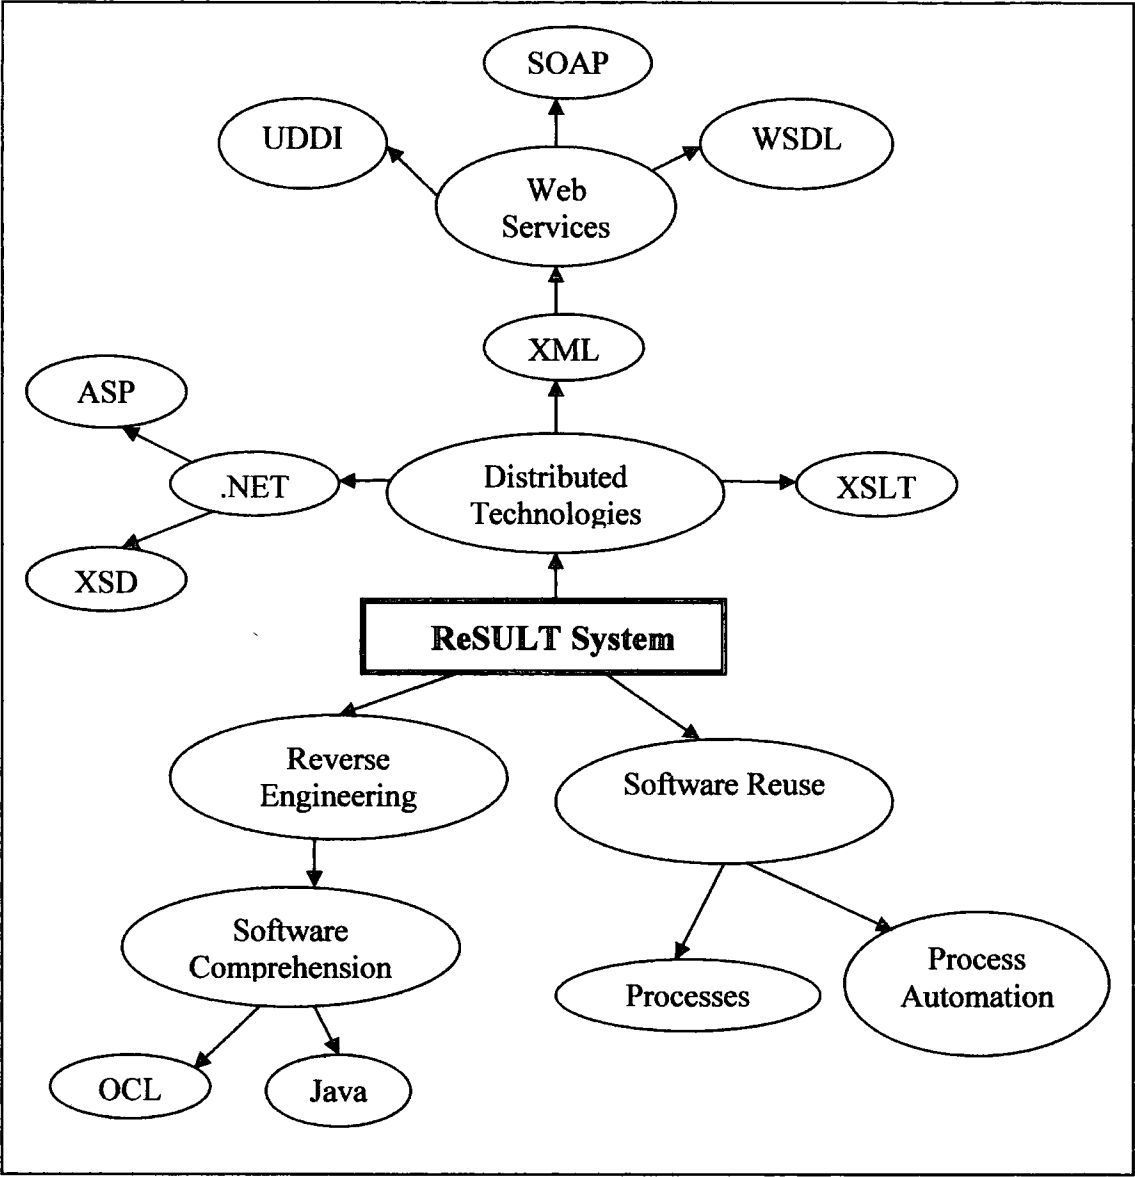 SOAP
UDDI
WSDL
Web
Services
XML
ASP
.NET
Distributed
Technologies
XSLT
XSD
ReSULT System
Reverse
Engineering
Software Reuse
Software
Comprehension
Process
Automation
Processes
OCL
Java